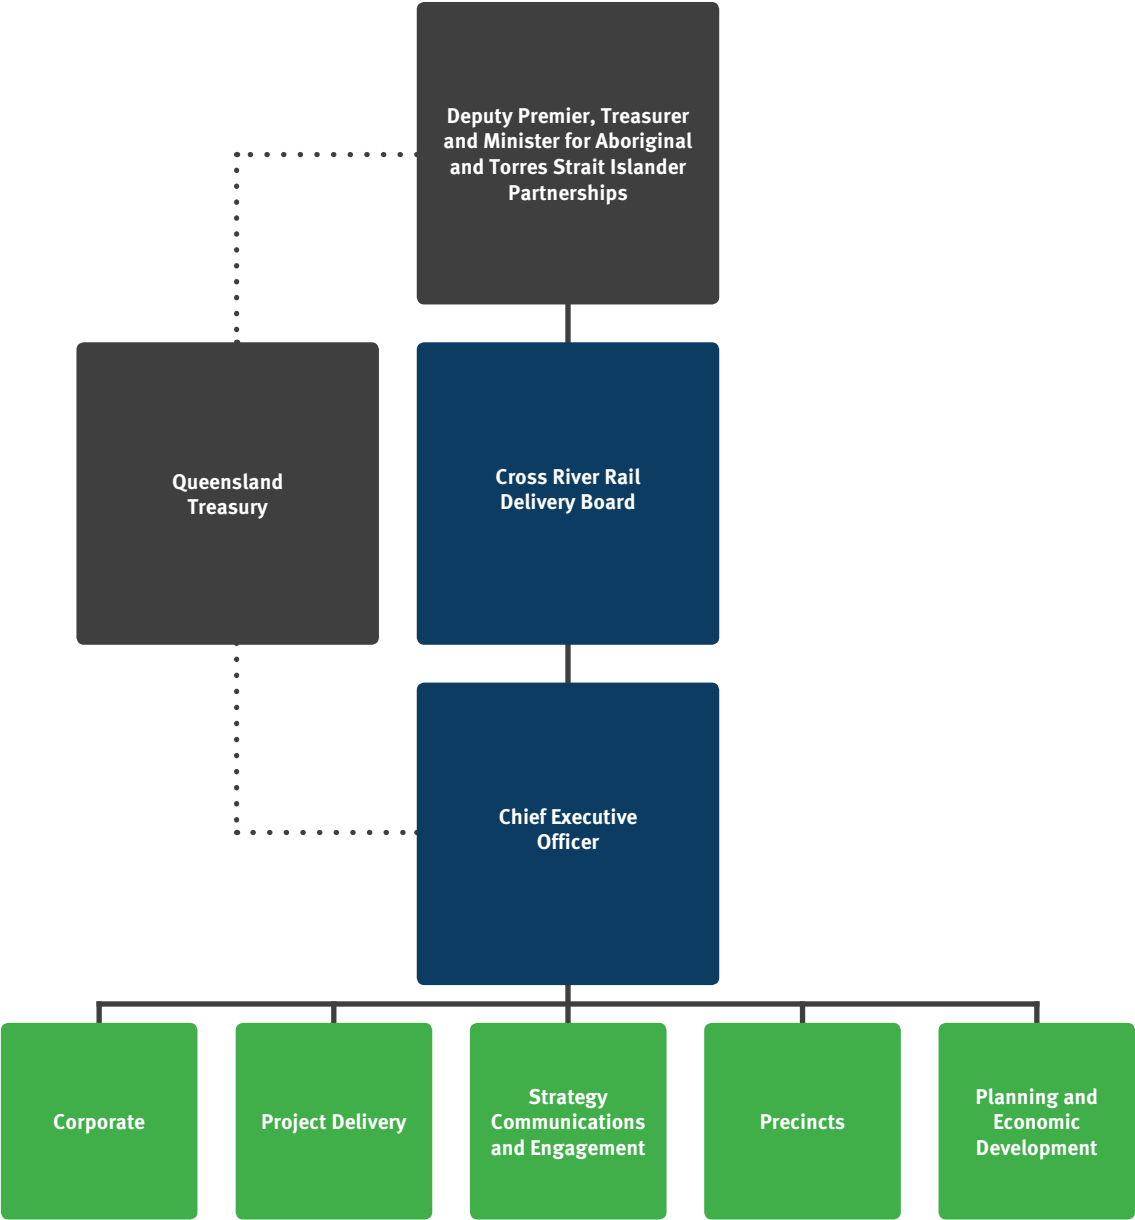 Deputy Premier, Treasurer
and Minister for Aboriginal
and Torres Strait Islander
Partnerships
Queensland
Treasury
Cross River Rail
Delivery Board
Chief Executive
Officer
Corporate
Project Delivery
Strategy
Communications
and Engagement
Precincts
Planning and
Economic
Development